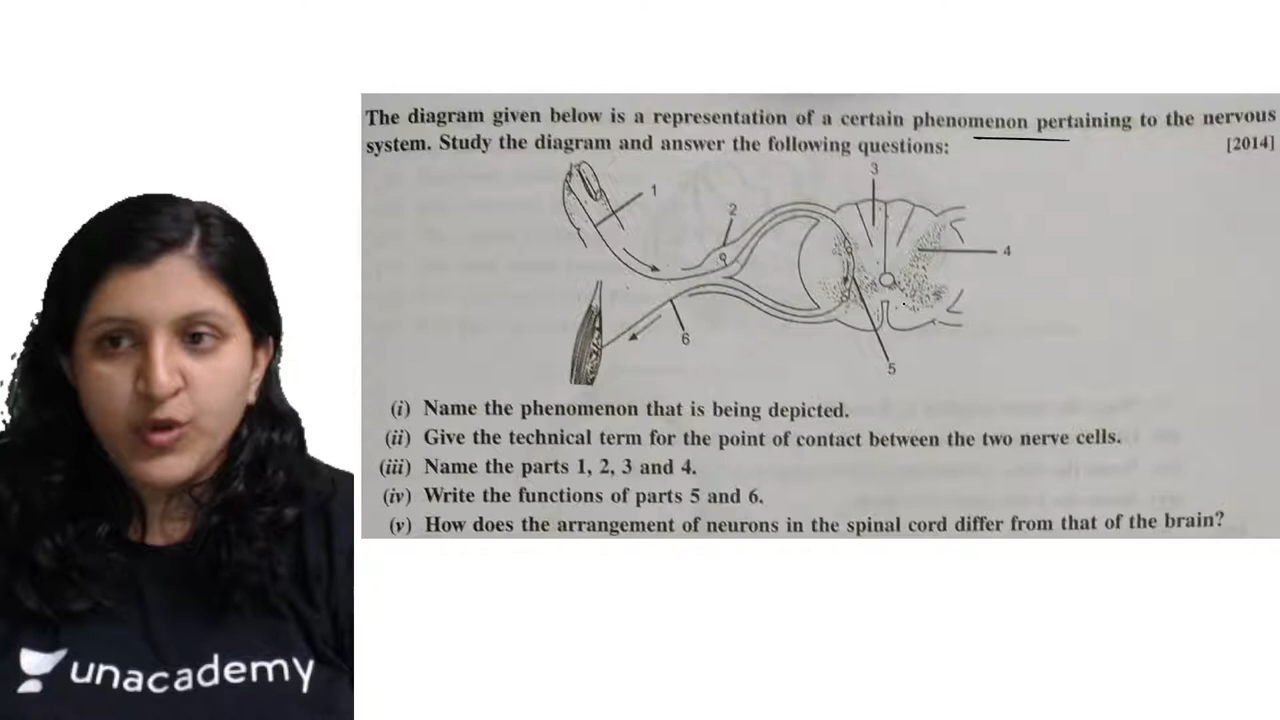 The diagram given below is a representation of a certain phenomenon pertaining to the nervous
system. Study the diagram and answer the following questions: [2014]
1
2
3
4
5
6
(i) Name the phenomenon that is being depicted.
(ii) Give the technical term for the point of contact between the two nerve cells.
(iii) Name the parts 1, 2, 3 and 4.
(iv) Write the functions of parts 5 and 6.
(v) How does the arrangement of neurons in the spinal cord differ from that of the brain?
unacademy